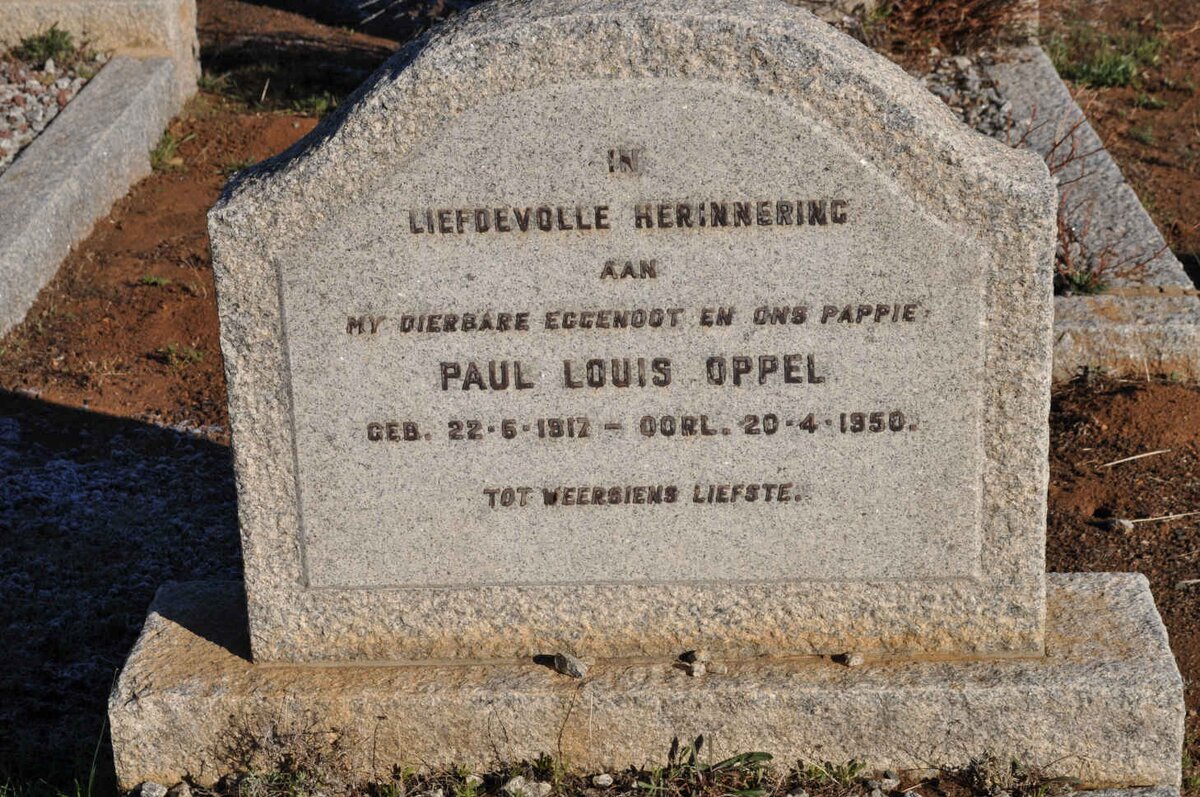 IN
LIEFDEVOLLE HERINNERING
AAN
MY DIERBARE EGGENOOT EN ONS PAPPIE:
PAUL LOUIS OPPEL
GEB. 22·6·1917 – OORL. 20·4·1950.
TOT WEERSIENS LIEFSTE.